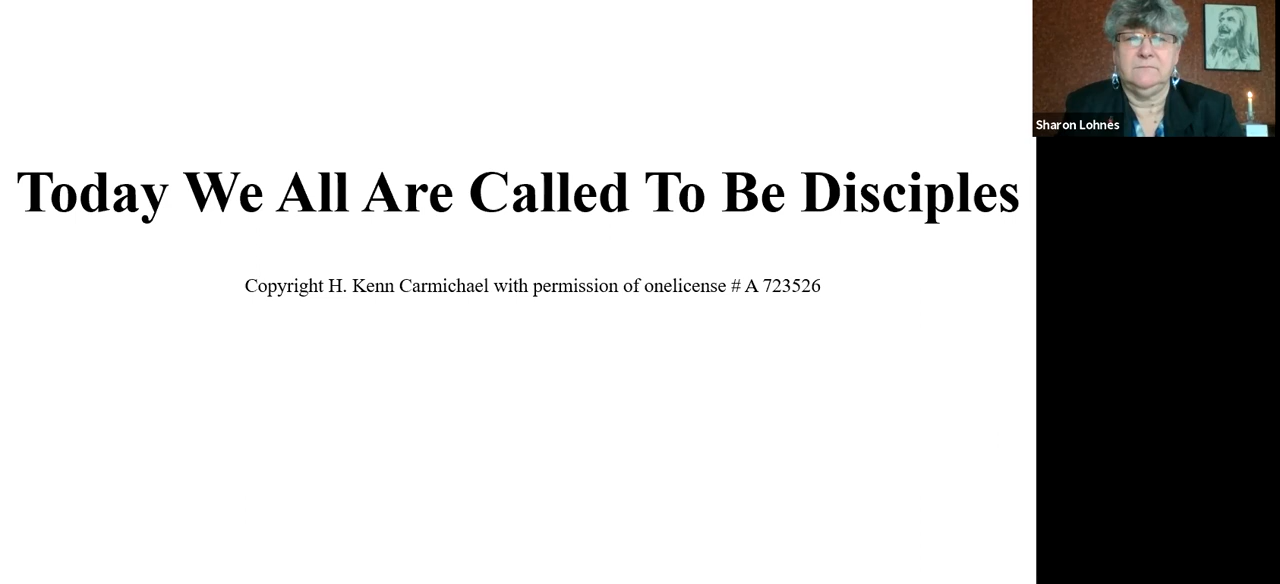 Today We All Are Called To Be Disciples
Copyright H. Kenn Carmichael with permission of onelicense # A 723526
Sharon Lohnes